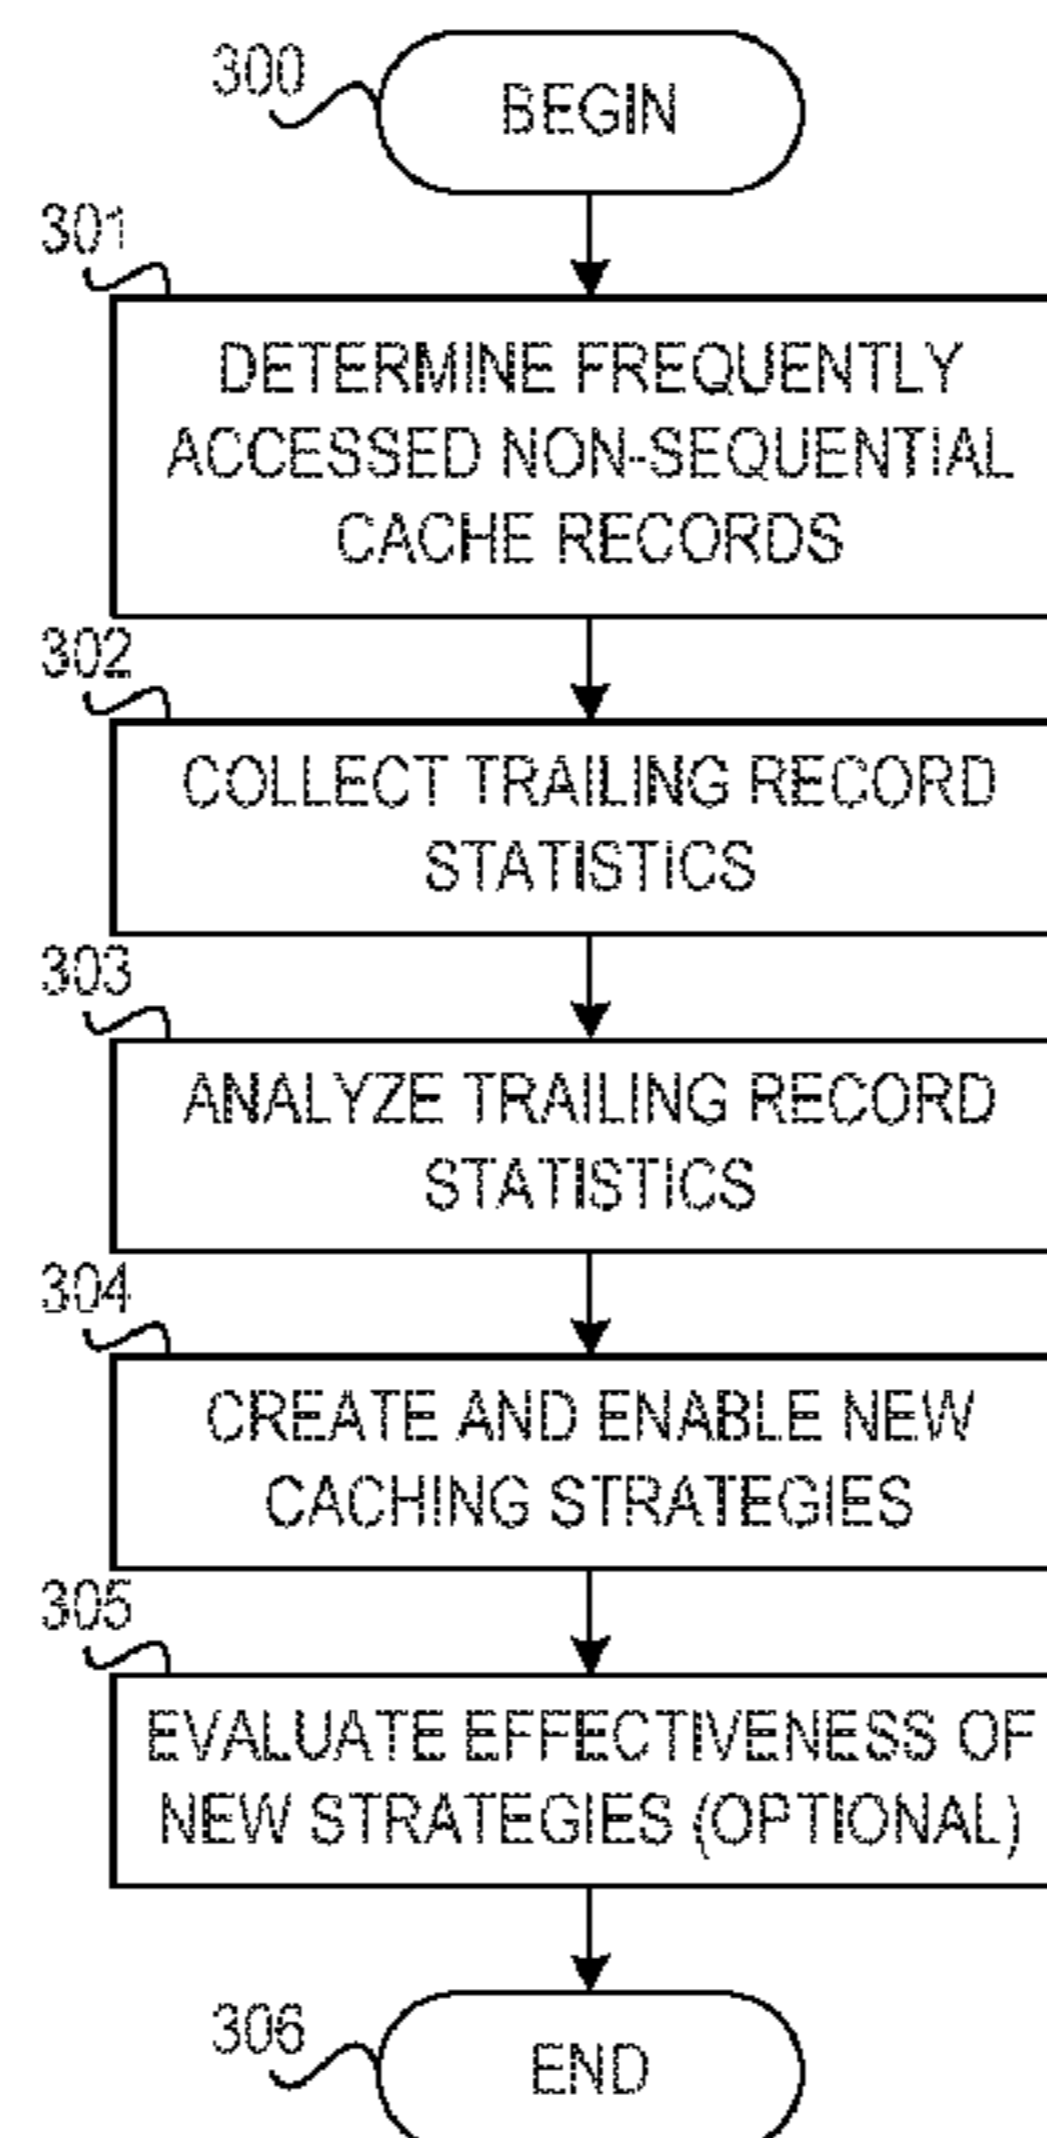 300
BEGIN
301
DETERMINE FREQUENTLY
ACCESSED NON-SEQUENTIAL
CACHE RECORDS
302
COLLECT TRAILING RECORD
STATISTICS
303
ANALYZE TRAILING RECORD
STATISTICS
304
CREATE AND ENABLE NEW
CACHING STRATEGIES
305
EVALUATE EFFECTIVENESS OF
NEW STRATEGIES (OPTIONAL)
306
END